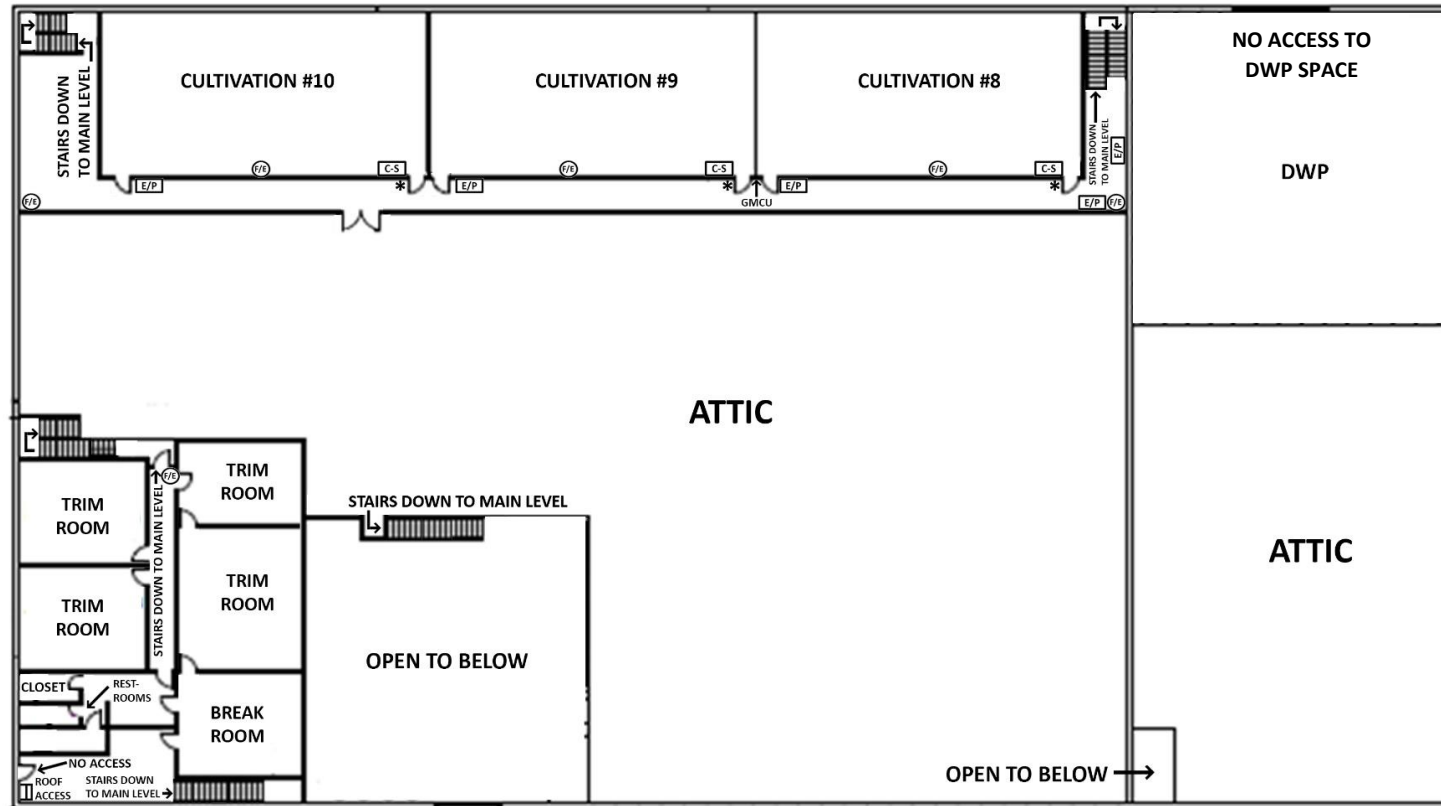 NO ACCESS TO
DWP SPACE
CULTIVATION #10
CULTIVATION #9
CULTIVATION #8
STAIRS DOWN
TO MAIN LEVEL
STAIRS DOWN
TO MAIN LEVEL
E/P
DWP
F/E
C-S
F/E
C-S
F/E
C-S
E/P
*
E/P
*
E/P
*
F/E
GMCU
E/P
F/E
ATTIC
TRIM
ROOM
F/E
TRIM
ROOM
STAIRS DOWN TO MAIN LEVEL
STAIRS DOWN TO MAIN LEVEL
ATTIC
TRIM
ROOM
TRIM
ROOM
OPEN TO BELOW
CLOSET
REST-
ROOMS
BREAK
ROOM
NO ACCESS
ROOF
ACCESS
STAIRS DOWN
TO MAIN LEVEL
OPEN TO BELOW